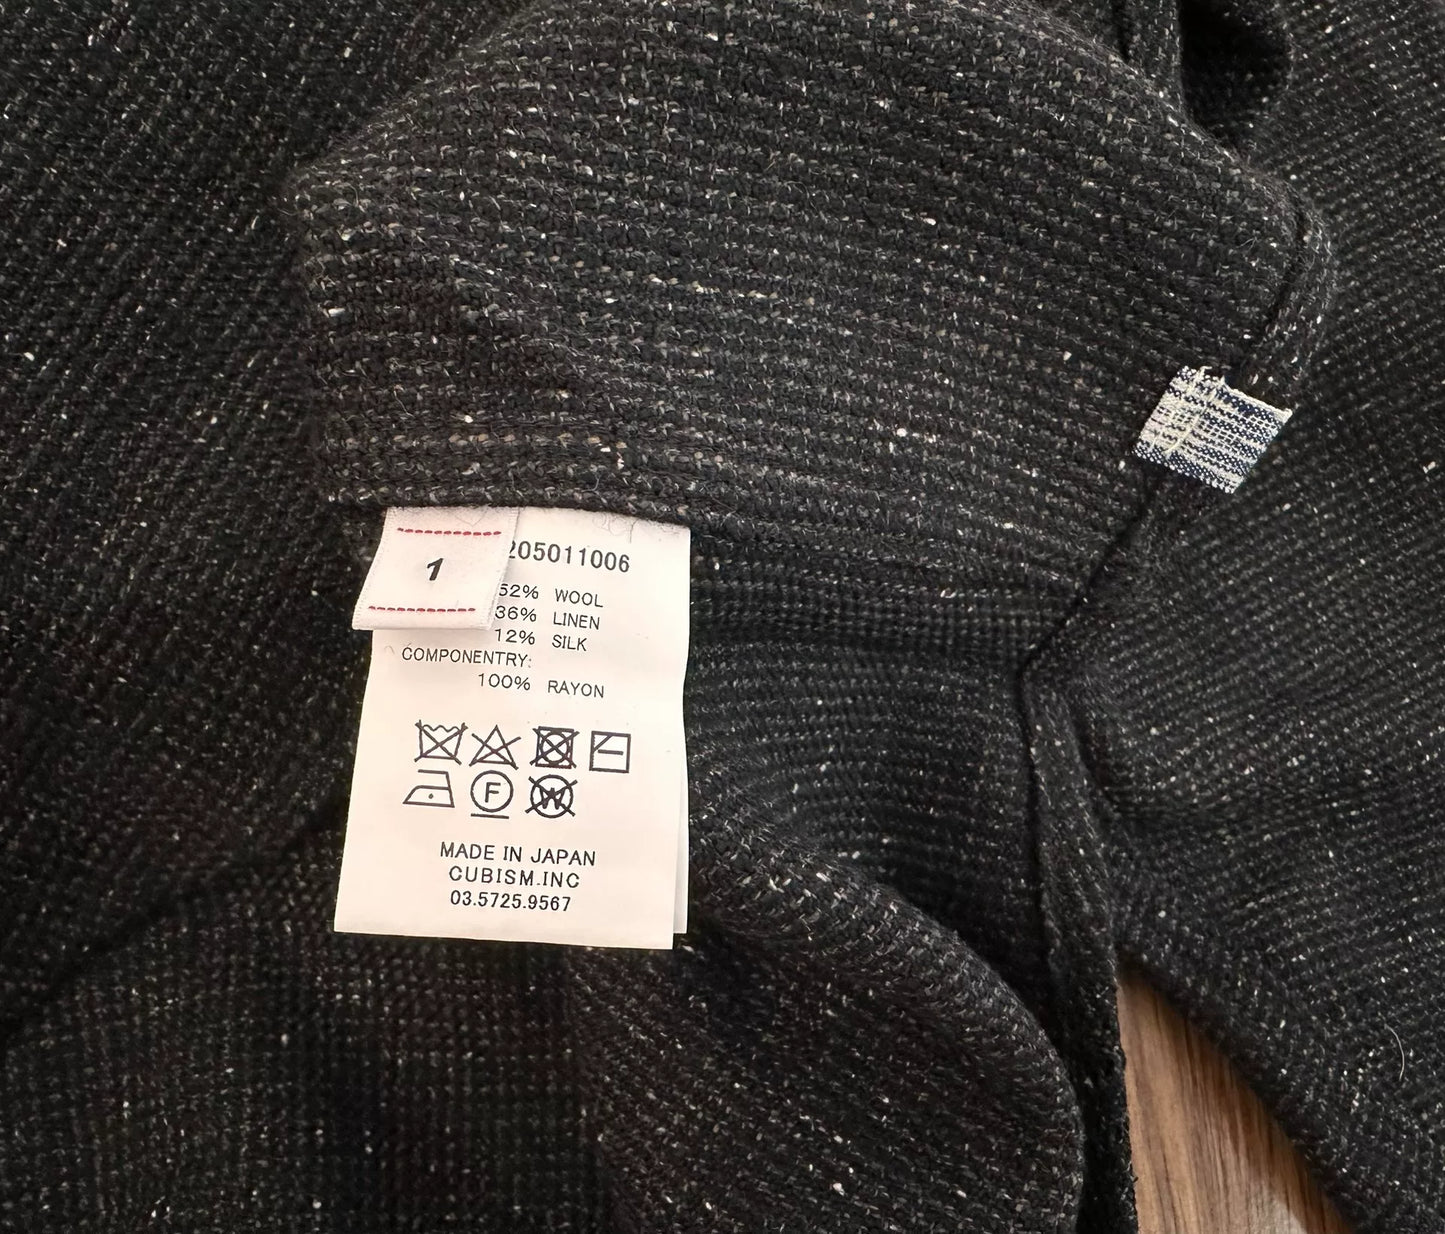 1
205011006
52% WOOL
36% LINEN
12% SILK
COMPONENTRY:
100% RAYON
F
W
MADE IN JAPAN
CUBISM.INC
03.5725.9567